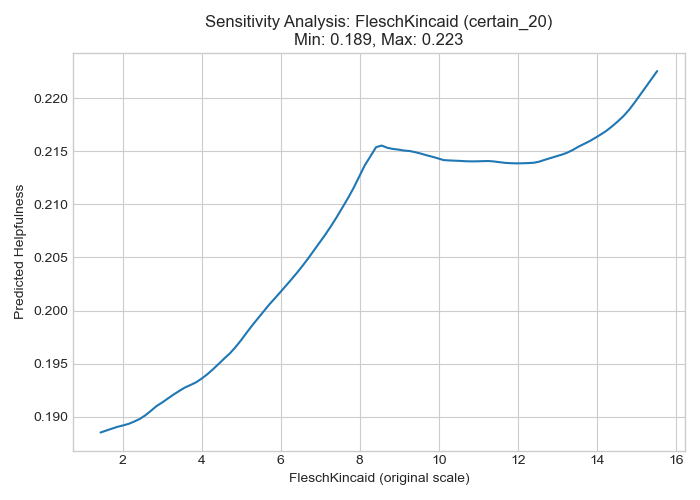 Sensitivity Analysis: FleschKincaid (certain_20)
Min: 0.189, Max: 0.223
Predicted Helpfulness
0.220
0.215
0.210
0.205
0.200
0.195
0.190
2 4 6 8 10 12 14 16
FleschKincaid (original scale)